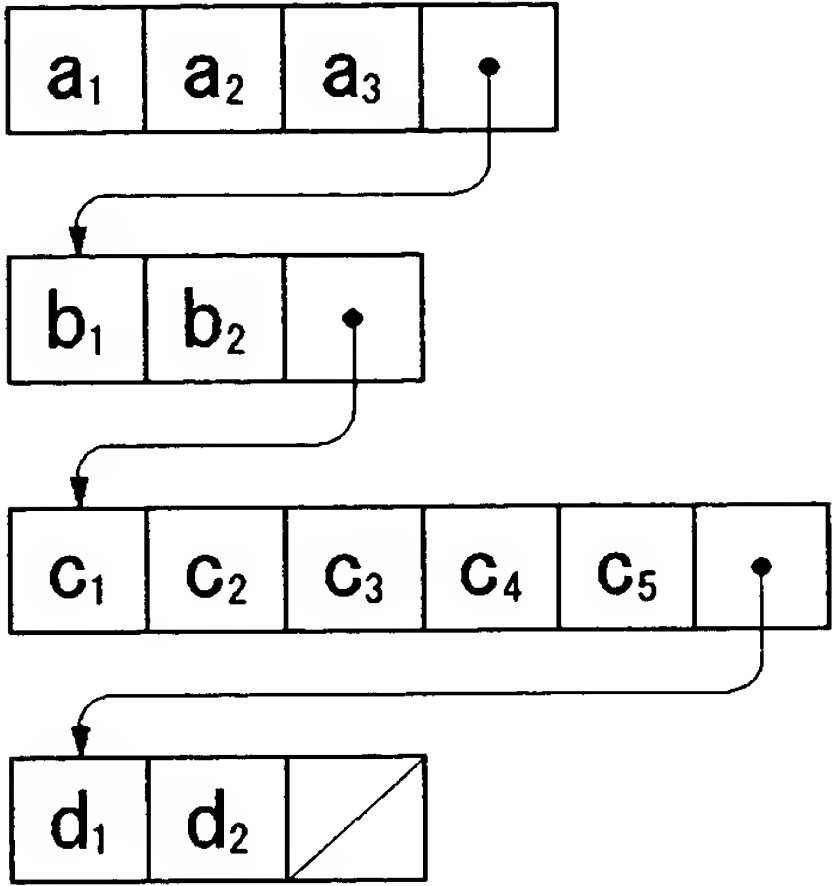 a₁ a₂ a₃
b₁ b₂
c₁ c₂ c₃ c₄ c₅
d₁ d₂